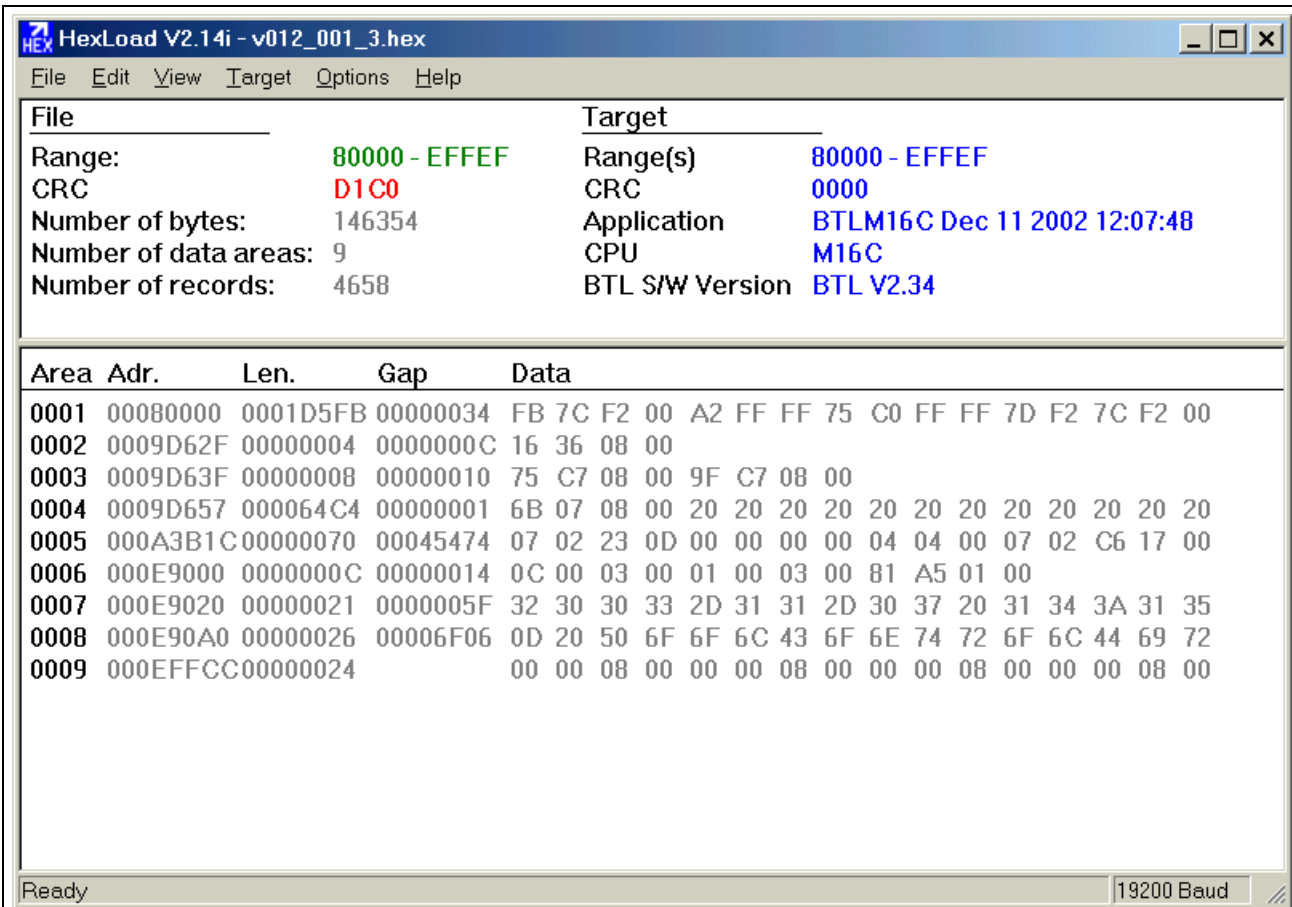 HEX HexLoad V2.14i - v012_001_3.hex
File Edit View Target Options Help
File Target
Range: 80000 - EFFEF Range(s) 80000 - EFFEF
CRC D1C0 CRC 0000
Number of bytes: 146354 Application BTLM16C Dec 11 2002 12:07:48
Number of data areas: 9 CPU M16C
Number of records: 4658 BTL S/W Version BTL V2.34
Area Adr. Len. Gap Data
0001 00080000 0001D5FB 00000034 FB 7C F2 00 A2 FF FF 75 C0 FF FF 7D F2 7C F2 00
0002 0009D62F 00000004 0000000C 16 36 08 00
0003 0009D63F 00000008 00000010 75 C7 08 00 9F C7 08 00
0004 0009D657 000064C4 00000001 6B 07 08 00 20 20 20 20 20 20 20 20 20 20 20 20
0005 000A3B1C 00000070 00045474 07 02 23 0D 00 00 00 00 04 04 00 07 02 C6 17 00
0006 000E9000 0000000C 00000014 0C 00 03 00 01 00 03 00 81 A5 01 00
0007 000E9020 00000021 0000005F 32 30 30 33 2D 31 31 2D 30 37 20 31 34 3A 31 35
0008 000E90A0 00000026 00006F06 0D 20 50 6F 6F 6C 43 6F 6E 74 72 6F 6C 44 69 72
0009 000EFFCC 00000024 00 00 08 00 00 00 08 00 00 00 08 00 00 00 08 00
Ready 19200 Baud